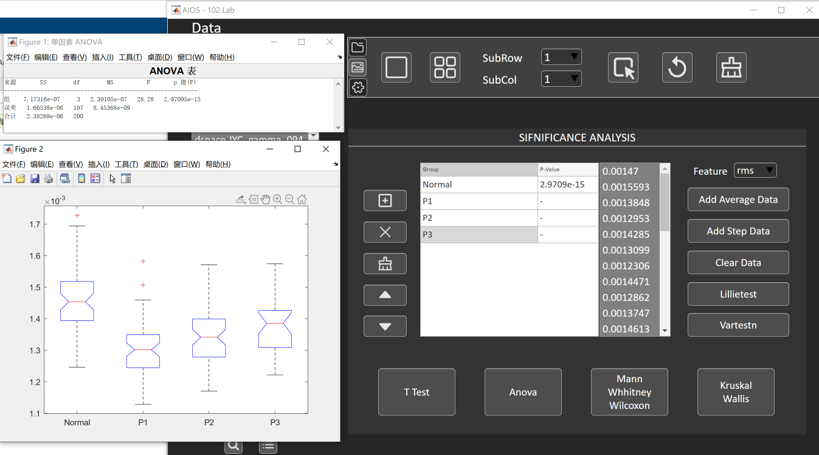 AIOS - 102 Lab
Data
Figure 1: 单因素 ANOVA
文件(F) 编辑(E) 查看(V) 插入(I) 工具(T) 桌面(D) 窗口(W) 帮助(H)
ANOVA 表
来源 SS df MS F p 值(F)
组 7.17316e-07 3 2.39105e-07 28.28 2.97095e-15
误差 1.66538e-06 197 8.45368e-09
合计 2.38269e-06 200
Figure 2
文件(F) 编辑(E) 查看(V) 插入(I) 工具(T) 桌面(D) 窗口(W) 帮助(H)
×10⁻³
1.7
1.6
1.5
1.4
1.3
1.2
1.1
Normal P1 P2 P3
SubRow 1
SubCol 1
SIFNIFICANCE ANALYSIS
Group P-Value
Normal 2.9709e-15
P1 -
P2 -
P3 -
0.00147
0.0015593
0.0013848
0.0012953
0.0014285
0.0013099
0.0012306
0.0014471
0.0012862
0.0013747
0.0014613
Feature rms
Add Average Data
Add Step Data
Clear Data
Lillietest
Vartestn
T Test
Anova
Mann
Whhitney
Wilcoxon
Kruskal
Wallis